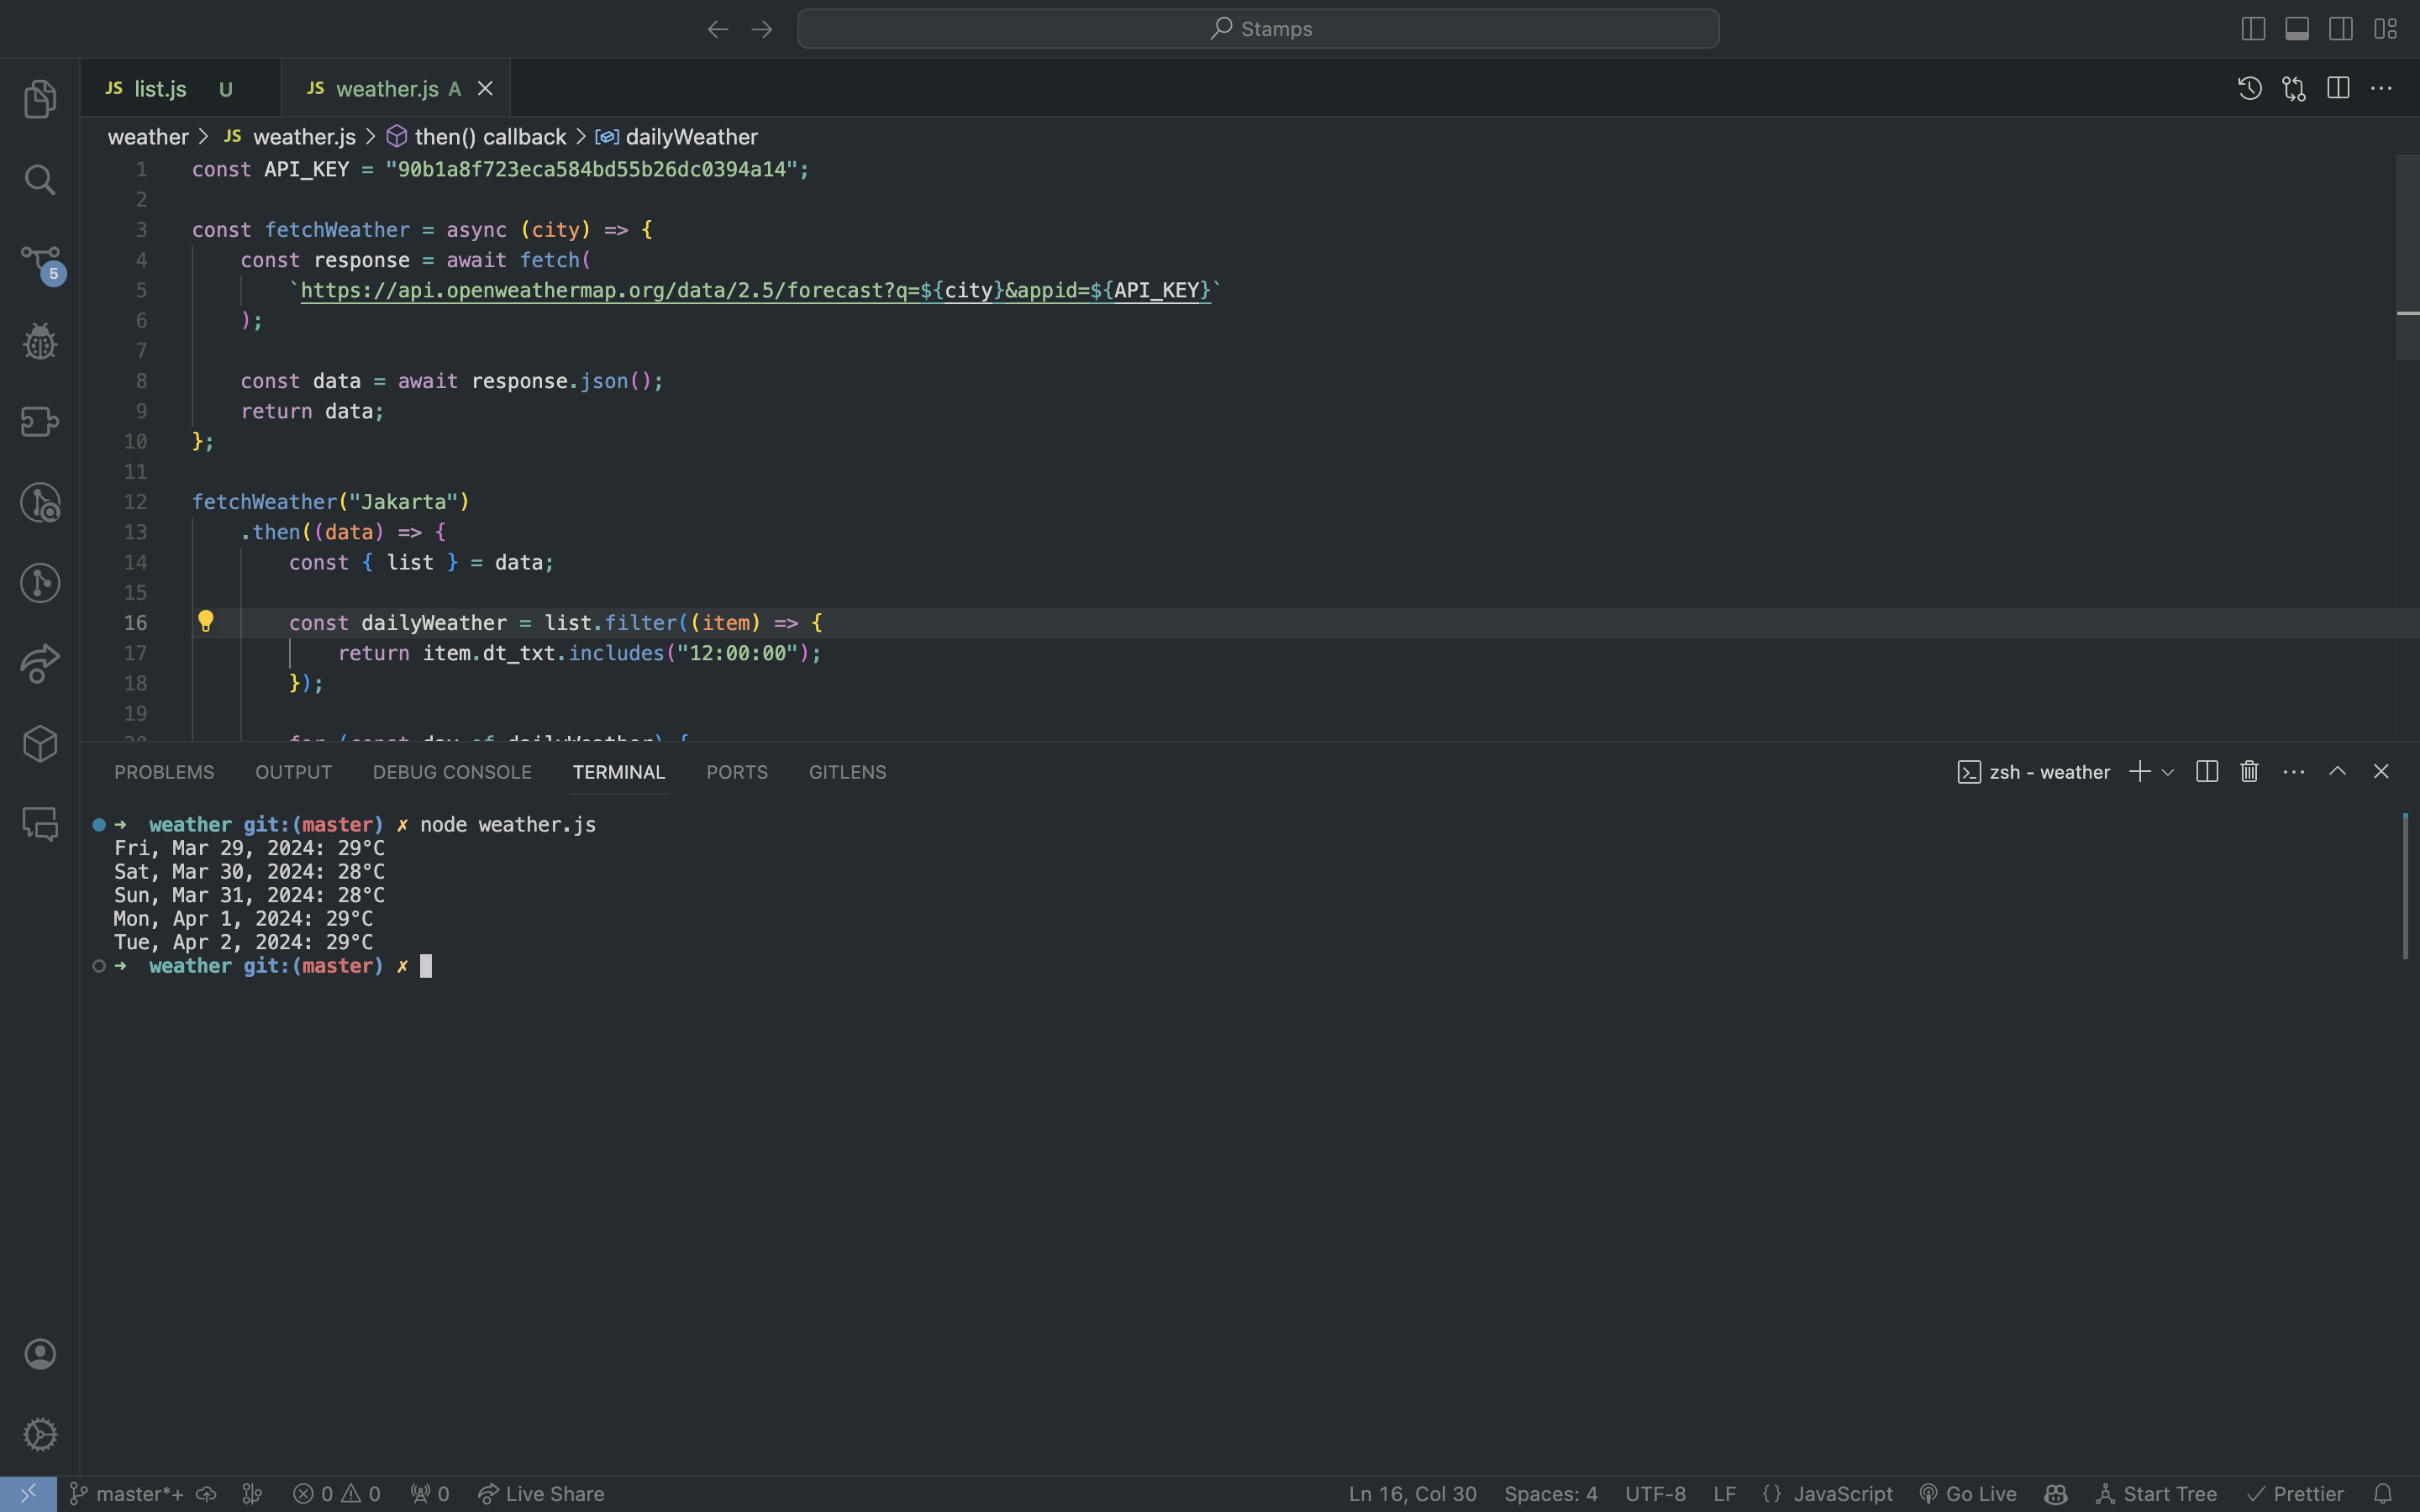 Stamps
JS list.js U
JS weather.js A
weather > JS weather.js > then() callback > dailyWeather
1 const API_KEY = "90b1a8f723eca584bd55b26dc0394a14";
2
3 const fetchWeather = async (city) => {
4 const response = await fetch(
5 `https://api.openweathermap.org/data/2.5/forecast?q=${city}&appid=${API_KEY}`
6 );
7
8 const data = await response.json();
9 return data;
10 };
11
12 fetchWeather("Jakarta")
13 .then((data) => {
14 const { list } = data;
15
16 const dailyWeather = list.filter((item) => {
17 return item.dt_txt.includes("12:00:00");
18 });
19
20 for (const day of dailyWeather) {
5
PROBLEMS OUTPUT DEBUG CONSOLE TERMINAL PORTS GITLENS
zsh - weather
➜ weather git:(master) ✗ node weather.js
Fri, Mar 29, 2024: 29°C
Sat, Mar 30, 2024: 28°C
Sun, Mar 31, 2024: 28°C
Mon, Apr 1, 2024: 29°C
Tue, Apr 2, 2024: 29°C
➜ weather git:(master) ✗
master*+ 0 0 0 Live Share
Ln 16, Col 30 Spaces: 4 UTF-8 LF {} JavaScript Go Live Start Tree Prettier